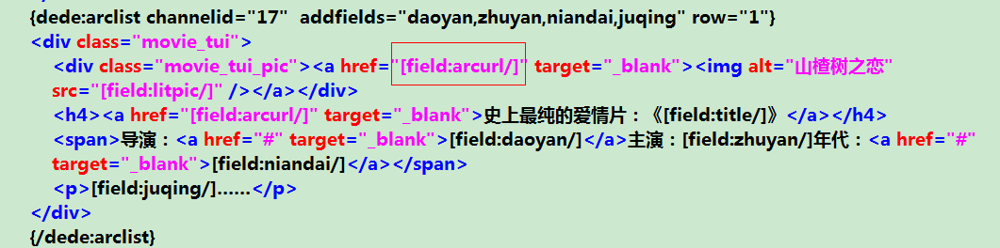 {dede:arclist channelid="17"  addfields="daoyan,zhuyan,niandai,juqing" row="1"}
<div class="movie_tui">
<div class="movie_tui_pic"><a href="[field:arcurl/]" target="_blank"><img alt="山楂树之恋"
src="[field:litpic/]" /></a></div>
<h4><a href="[field:arcurl/]" target="_blank">史上最纯的爱情片：《[field:title/]》</a></h4>
<span>导演：<a href="#" target="_blank">[field:daoyan/]</a>主演：[field:zhuyan/]年代：<a href="#"
target="_blank">[field:niandai/]</a></span>
<p>[field:juqing/]……</p>
</div>
{/dede:arclist}